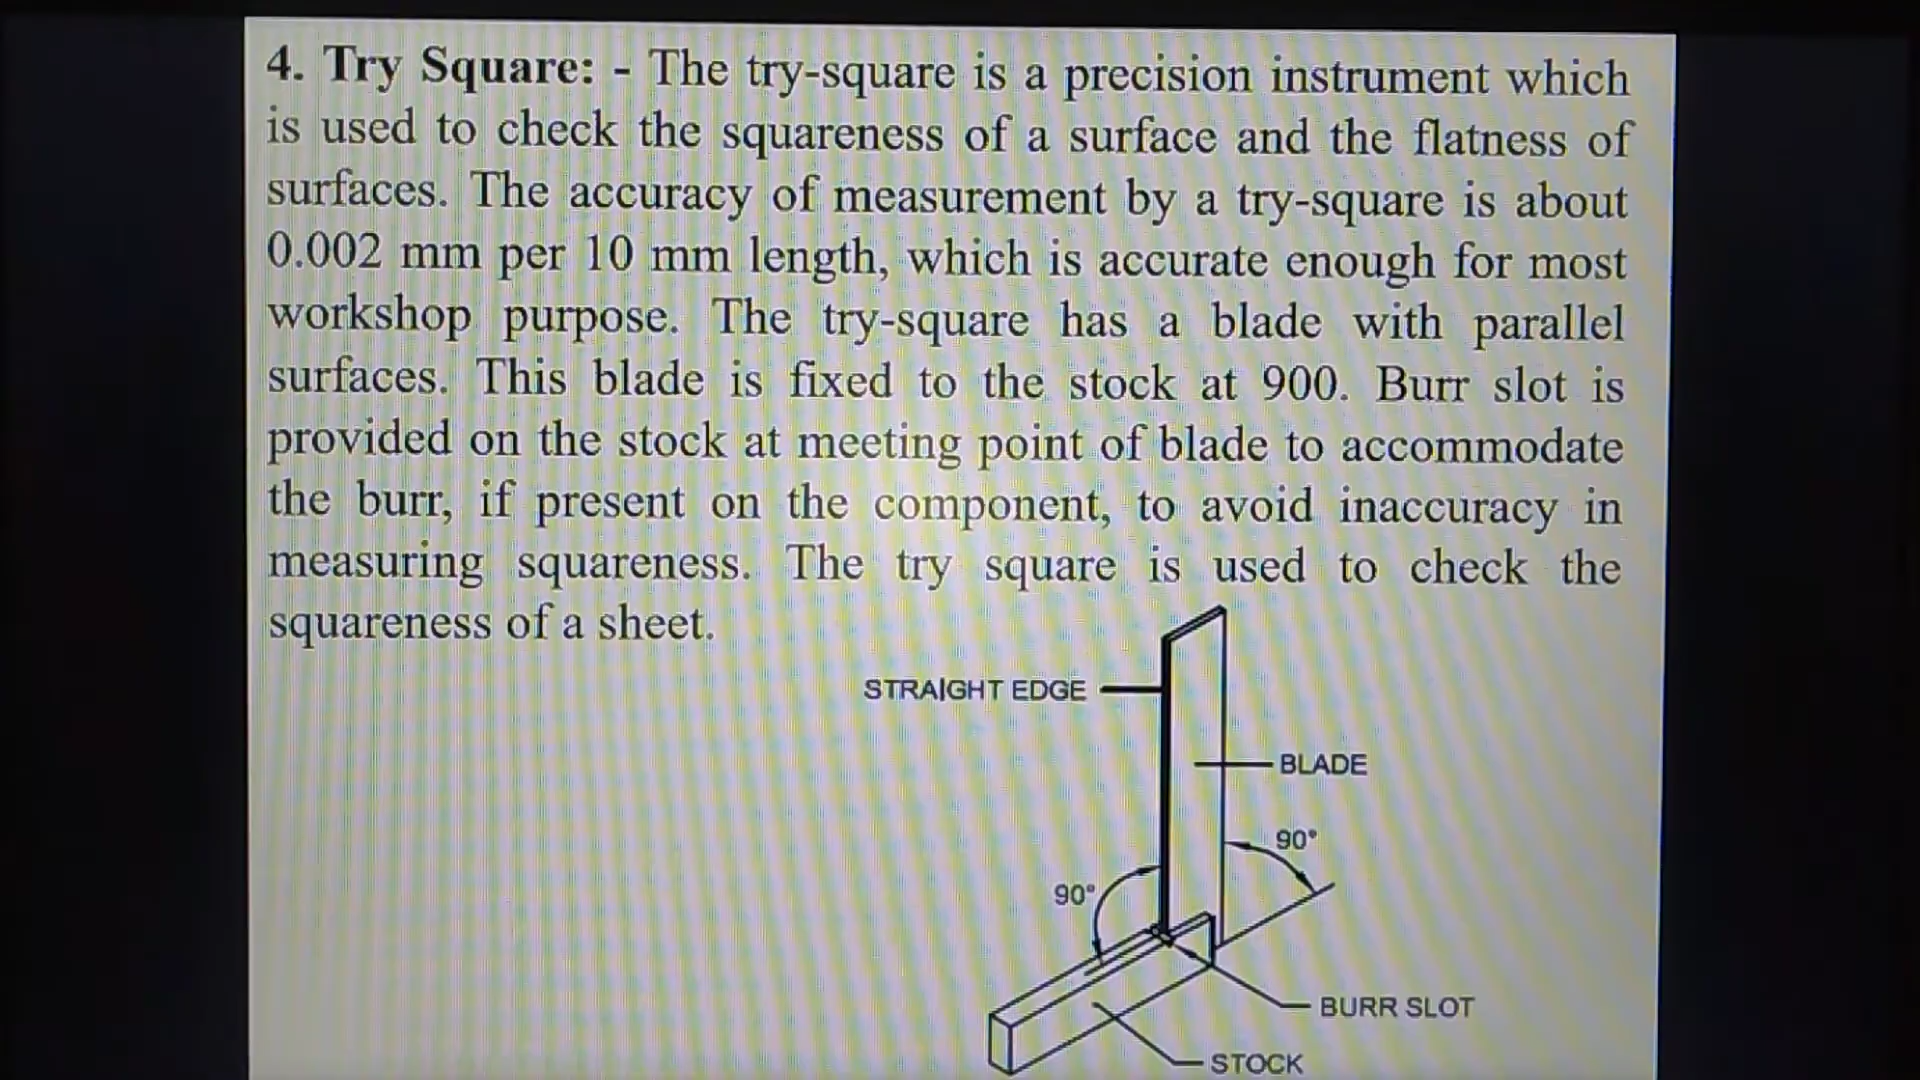 4. Try Square: - The try-square is a precision instrument which
is used to check the squareness of a surface and the flatness of
surfaces. The accuracy of measurement by a try-square is about
0.002 mm per 10 mm length, which is accurate enough for most
workshop purpose. The try-square has a blade with parallel
surfaces. This blade is fixed to the stock at 900. Burr slot is
provided on the stock at meeting point of blade to accommodate
the burr, if present on the component, to avoid inaccuracy in
measuring squareness. The try square is used to check the
squareness of a sheet.
STRAIGHT EDGE
BLADE
90°
90°
BURR SLOT
STOCK